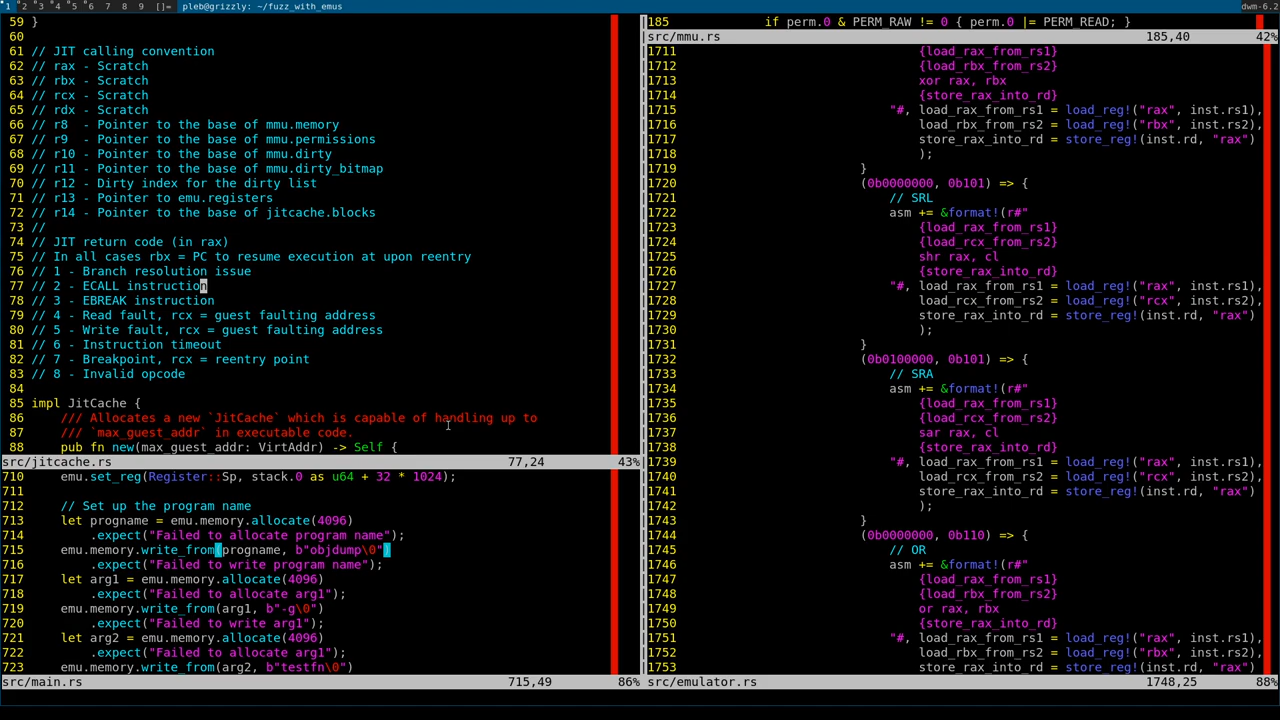 1 2 3 4 5 6 7 8 9 []= pleb@grizzly: ~/fuzz_with_emus dwm-6.2
59 }
60
61 // JIT calling convention
62 // rax - Scratch
63 // rbx - Scratch
64 // rcx - Scratch
65 // rdx - Scratch
66 // r8  - Pointer to the base of mmu.memory
67 // r9  - Pointer to the base of mmu.permissions
68 // r10 - Pointer to the base of mmu.dirty
69 // r11 - Pointer to the base of mmu.dirty_bitmap
70 // r12 - Dirty index for the dirty list
71 // r13 - Pointer to emu.registers
72 // r14 - Pointer to the base of jitcache.blocks
73 //
74 // JIT return code (in rax)
75 // In all cases rbx = PC to resume execution at upon reentry
76 // 1 - Branch resolution issue
77 // 2 - ECALL instruction
78 // 3 - EBREAK instruction
79 // 4 - Read fault, rcx = guest faulting address
80 // 5 - Write fault, rcx = guest faulting address
81 // 6 - Instruction timeout
82 // 7 - Breakpoint, rcx = reentry point
83 // 8 - Invalid opcode
84
85 impl JitCache {
86     /// Allocates a new `JitCache` which is capable of handling up to
87     /// `max_guest_addr` in executable code.
88     pub fn new(max_guest_addr: VirtAddr) -> Self {
src/jitcache.rs 77,24 43%
710     emu.set_reg(Register::Sp, stack.0 as u64 + 32 * 1024);
711
712     // Set up the program name
713     let progname = emu.memory.allocate(4096)
714         .expect("Failed to allocate program name");
715     emu.memory.write_from(progname, b"objdump\0")
716         .expect("Failed to write program name");
717     let arg1 = emu.memory.allocate(4096)
718         .expect("Failed to allocate arg1");
719     emu.memory.write_from(arg1, b"-g\0")
720         .expect("Failed to write arg1");
721     let arg2 = emu.memory.allocate(4096)
722         .expect("Failed to allocate arg1");
723     emu.memory.write_from(arg2, b"testfn\0")
src/main.rs 715,49 86%
185             if perm.0 & PERM_RAW != 0 { perm.0 |= PERM_READ; }
src/mmu.rs 185,40 42%
1711                                 {load_rax_from_rs1}
1712                                 {load_rbx_from_rs2}
1713                                 xor rax, rbx
1714                                 {store_rax_into_rd}
1715                             "#, load_rax_from_rs1 = load_reg!("rax", inst.rs1),
1716                                 load_rbx_from_rs2 = load_reg!("rbx", inst.rs2),
1717                                 store_rax_into_rd = store_reg!(inst.rd, "rax")
1718                                 );
1719                         }
1720                         (0b0000000, 0b101) => {
1721                             // SRL
1722                             asm += &format!(r#"
1723                                 {load_rax_from_rs1}
1724                                 {load_rcx_from_rs2}
1725                                 shr rax, cl
1726                                 {store_rax_into_rd}
1727                             "#, load_rax_from_rs1 = load_reg!("rax", inst.rs1),
1728                                 load_rcx_from_rs2 = load_reg!("rcx", inst.rs2),
1729                                 store_rax_into_rd = store_reg!(inst.rd, "rax")
1730                                 );
1731                         }
1732                         (0b0100000, 0b101) => {
1733                             // SRA
1734                             asm += &format!(r#"
1735                                 {load_rax_from_rs1}
1736                                 {load_rcx_from_rs2}
1737                                 sar rax, cl
1738                                 {store_rax_into_rd}
1739                             "#, load_rax_from_rs1 = load_reg!("rax", inst.rs1),
1740                                 load_rcx_from_rs2 = load_reg!("rcx", inst.rs2),
1741                                 store_rax_into_rd = store_reg!(inst.rd, "rax")
1742                                 );
1743                         }
1744                         (0b0000000, 0b110) => {
1745                             // OR
1746                             asm += &format!(r#"
1747                                 {load_rax_from_rs1}
1748                                 {load_rbx_from_rs2}
1749                                 or rax, rbx
1750                                 {store_rax_into_rd}
1751                             "#, load_rax_from_rs1 = load_reg!("rax", inst.rs1),
1752                                 load_rbx_from_rs2 = load_reg!("rbx", inst.rs2),
1753                                 store_rax_into_rd = store_reg!(inst.rd, "rax")
src/emulator.rs 1748,25 88%